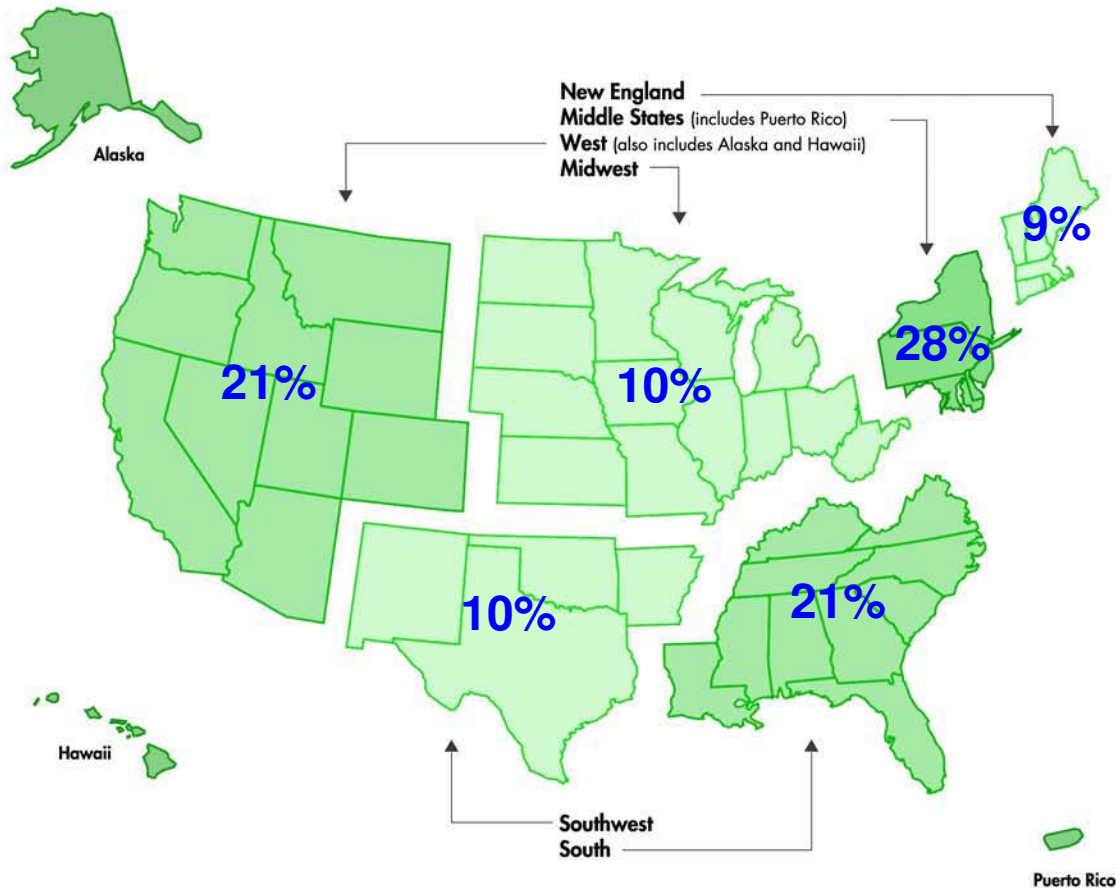 Alaska
New England
Middle States (includes Puerto Rico)
West (also includes Alaska and Hawaii)
Midwest
9%
28%
21%
10%
10%
21%
Hawaii
Southwest
South
Puerto Rico